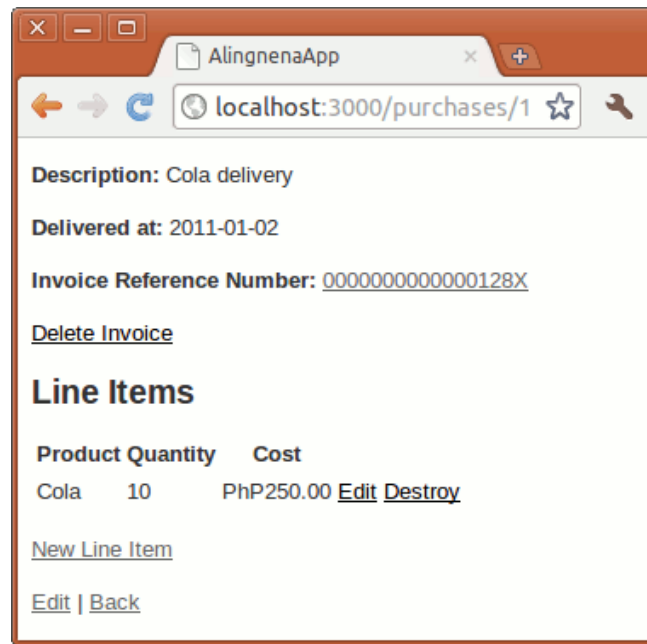 AlingnenaApp
localhost:3000/purchases/1
Description: Cola delivery
Delivered at: 2011-01-02
Invoice Reference Number: 0000000000000128X
Delete Invoice
Line Items
Product Quantity Cost
Cola 10 PhP250.00 Edit Destroy
New Line Item
Edit | Back